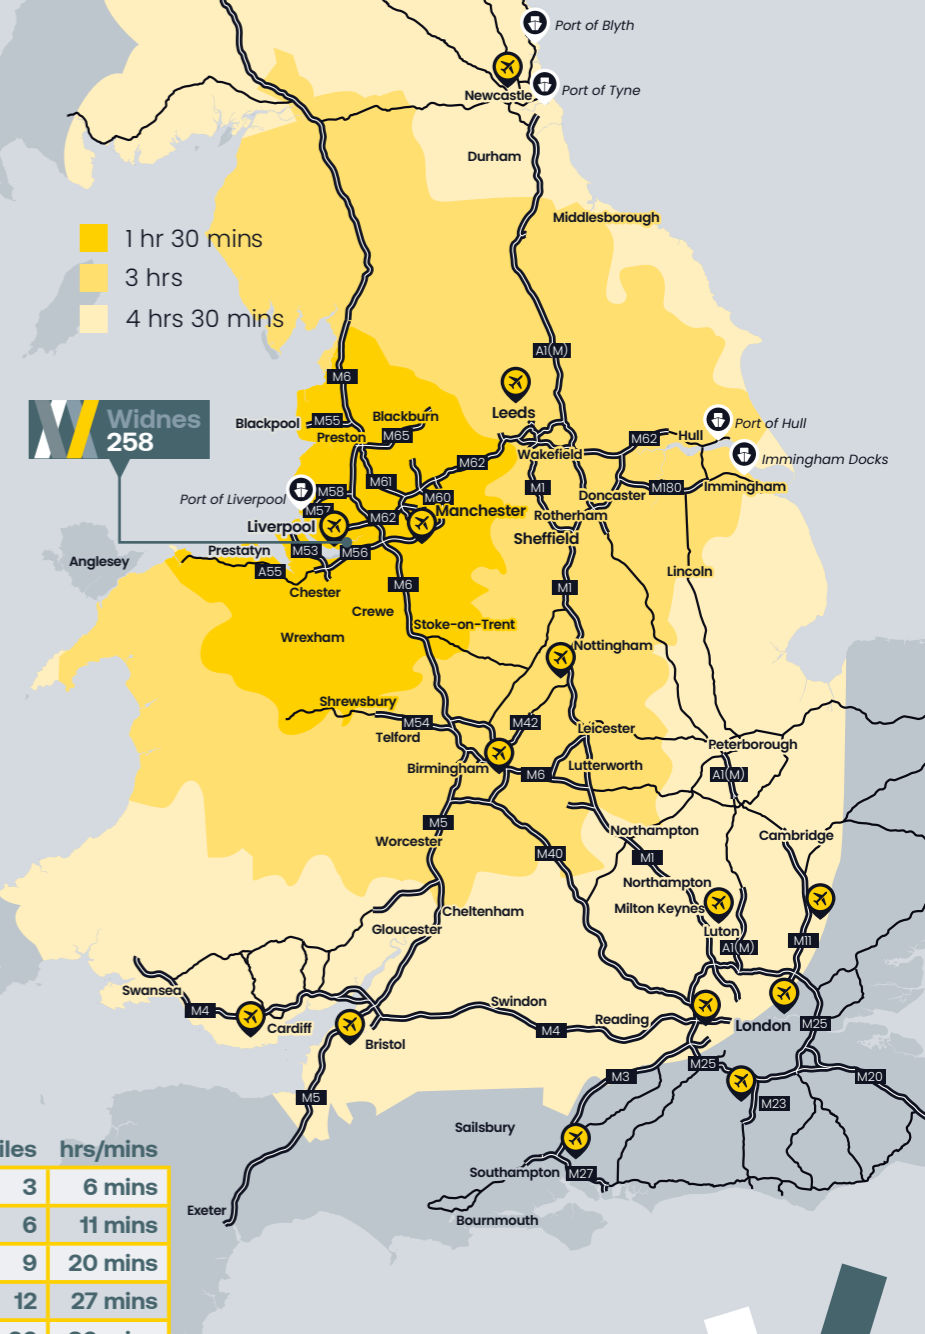 Port of Blyth
Port of Tyne
Newcastle
Durham
Middlesborough
1 hr 30 mins
3 hrs
4 hrs 30 mins
A1(M)
M6
Leeds
Widnes
258
Blackpool
M55
Blackburn
Preston
M65
Port of Hull
M62
Hull
Wakefield
M62
Immingham Docks
M61
M58
Port of Liverpool
M60
M1
Doncaster
M180
Immingham
M57
M62
Manchester
Rotherham
Liverpool
Sheffield
Prestatyn
M53
M56
Anglesey
A55
Lincoln
Chester
M6
M1
Crewe
Stoke-on-Trent
Wrexham
Nottingham
Shrewsbury
M54
M42
Telford
Leicester
Peterborough
Birmingham
M6
Lutterworth
A1(M)
M5
Northampton
Cambridge
Worcester
M40
M1
Northampton
Milton Keynes
Cheltenham
Gloucester
Luton
A1(M)
M11
Swansea
M4
Cardiff
Swindon
Reading
London
M25
M4
Bristol
M25
M3
M20
M5
M23
Sailsbury
iles hrs/mins
Southampton
M27
3 6 mins
Exeter
Bournmouth
6 11 mins
9 20 mins
12 27 mins